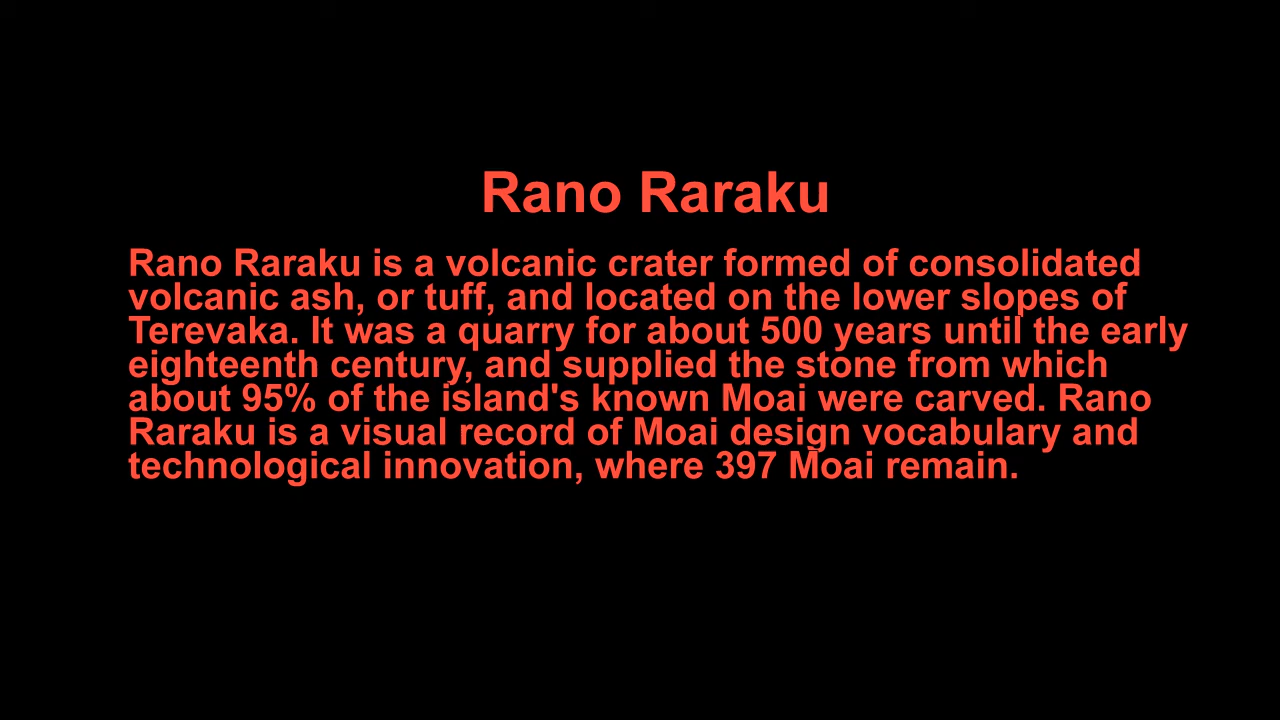 Rano Raraku
Rano Raraku is a volcanic crater formed of consolidated
volcanic ash, or tuff, and located on the lower slopes of
Terevaka. It was a quarry for about 500 years until the early
eighteenth century, and supplied the stone from which
about 95% of the island's known Moai were carved. Rano
Raraku is a visual record of Moai design vocabulary and
technological innovation, where 397 Moai remain.